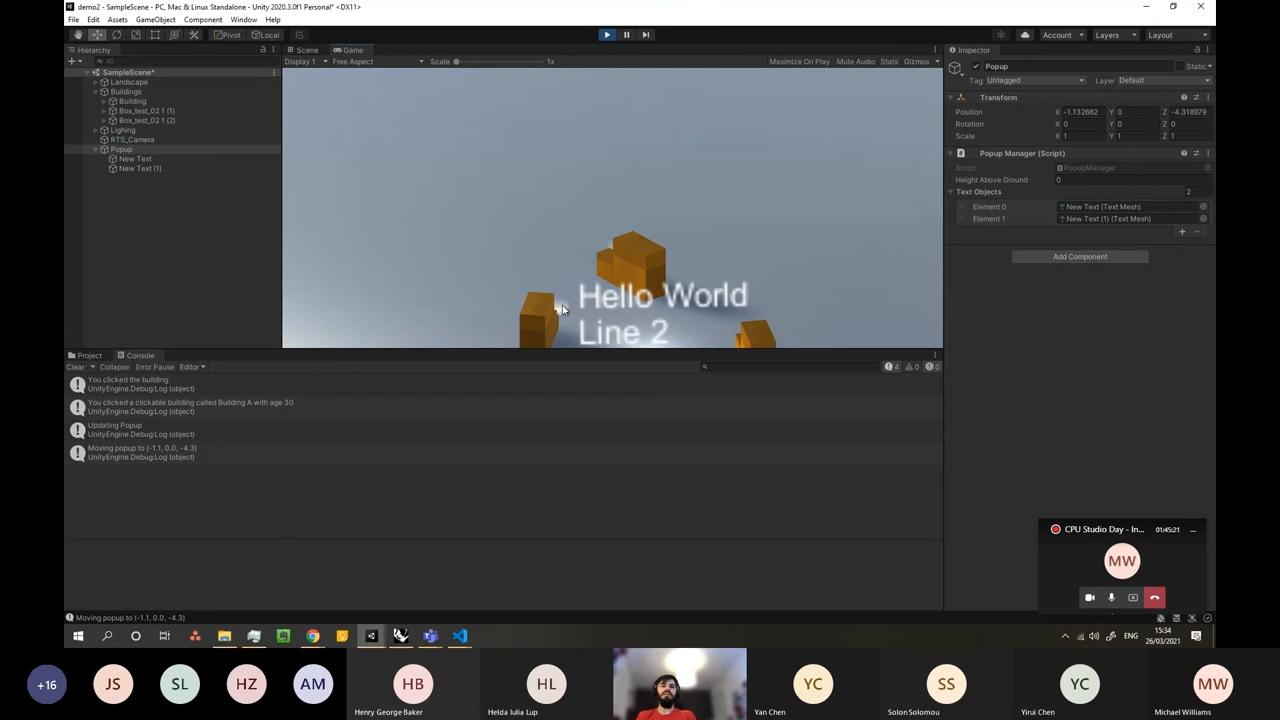 demo2 - SampleScene - PC, Mac & Linux Standalone - Unity 2020.3.0f1 Personal* <DX11>
File Edit Assets GameObject Component Window Help
Pivot Local
Account Layers Layout
Hierarchy
All
SampleScene*
Landscape
Buildings
Building
Box_test_02 1 (1)
Box_test_02 1 (2)
Lighing
RTS_Camera
Popup
New Text
New Text (1)
Scene Game
Display 1 Free Aspect Scale 1x Maximize On Play Mute Audio Stats Gizmos
Hello World
Line 2
Inspector
Popup Static
Tag Untagged Layer Default
Transform
Position X -1.132662 Y 0 Z -4.318979
Rotation X 0 Y 0 Z 0
Scale X 1 Y 1 Z 1
Popup Manager (Script)
Script PopupManager
Height Above Ground 0
Text Objects 2
Element 0 New Text (Text Mesh)
Element 1 New Text (1) (Text Mesh)
Add Component
Project Console
Clear Collapse Error Pause Editor 4 0 0
You clicked the building
UnityEngine.Debug:Log (object)
You clicked a clickable building called Building A with age 30
UnityEngine.Debug:Log (object)
Updating Popup
UnityEngine.Debug:Log (object)
Moving popup to (-1.1, 0.0, -4.3)
UnityEngine.Debug:Log (object)
CPU Studio Day - In... 01:45:21
MW
Moving popup to (-1.1, 0.0, -4.3)
ENG
15:34
26/03/2021
+16 JS SL HZ AM HB HL YC SS YC MW
Henry George Baker Helda Iulia Lup Yan Chen Solon Solomou Yirui Chen Michael Williams